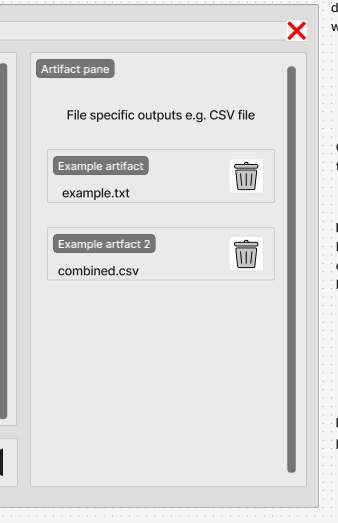 Artifact pane
File specific outputs e.g. CSV file
Example artifact
example.txt
Example artfact 2
combined.csv